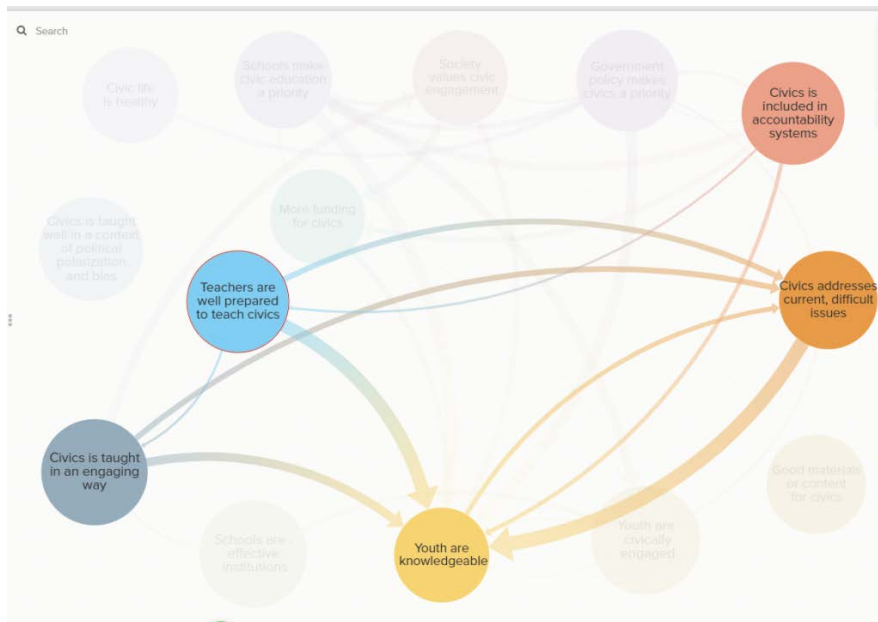 Search
Civic life
is healthy
Schools make
civic education
a priority
Society
values civic
engagement
Government
policy makes
civics a priority
Civics is
included in
accountability
systems
More funding
for civics
Civics is taught
well in a context
of political
polarization
and bias
Teachers are
well prepared
to teach civics
Civics addresses
current, difficult
issues
Civics is taught
in an engaging
way
Good materials
or content
for civics
Schools are
effective
institutions
Youth are
knowledgeable
Youth are
civically
engaged